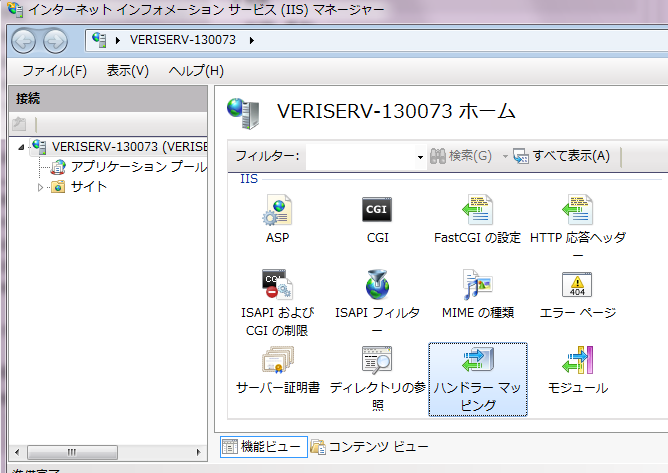 インターネット インフォメーション サービス (IIS) マネージャー
VERISERV-130073
ファイル(F) 表示(V) ヘルプ(H)
接続
VERISERV-130073 (VERISE
アプリケーション プール
サイト
VERISERV-130073 ホーム
フィルター: 検索(G) すべて表示(A)
IIS
ASP
CGI
CGI
FastCGI の設定
HTTP 応答ヘッダ
ー
CGI
ISAPI および
CGI の制限
ISAPI フィルタ
ー
MIME の種類
404
エラー ページ
サーバー証明書
ディレクトリの参
照
ハンドラー マッ
ピング
モジュール
機能ビュー コンテンツ ビュー
準備完了